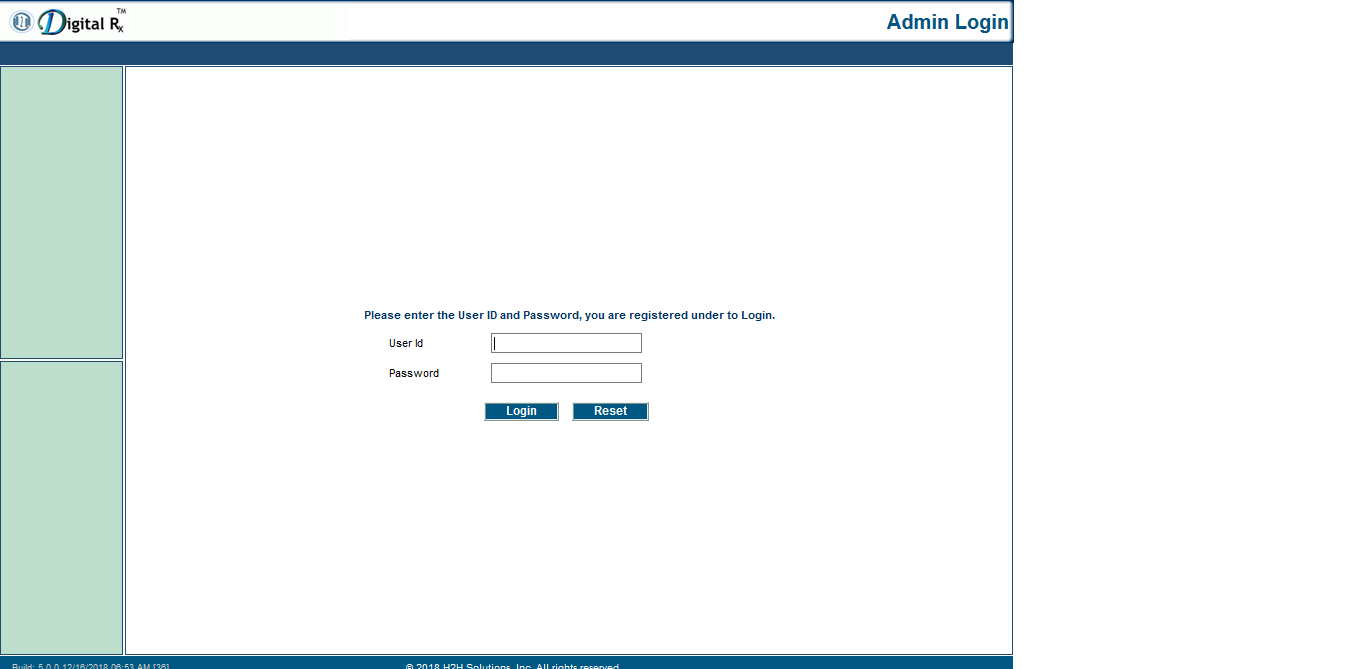 Digital Rx TM
Admin Login
Please enter the User ID and Password, you are registered under to Login.
User Id
Password
Login Reset
Build: 5.0.0 12/16/2018 06:53 AM [36]
© 2018 H2H Solutions, Inc. All rights reserved.